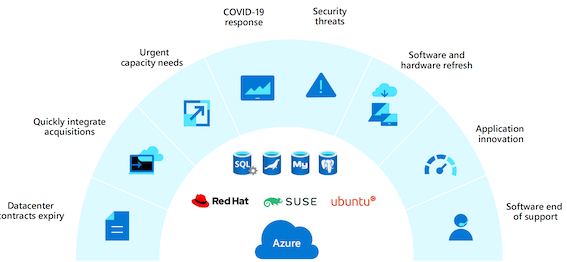 COVID-19
response
Security
threats
Urgent
capacity needs
Software and
hardware refresh
Quickly integrate
acquisitions
Application
innovation
Datacenter
contracts expiry
Software end
of support
SQL
My
Red Hat
SUSE
ubuntu
Azure